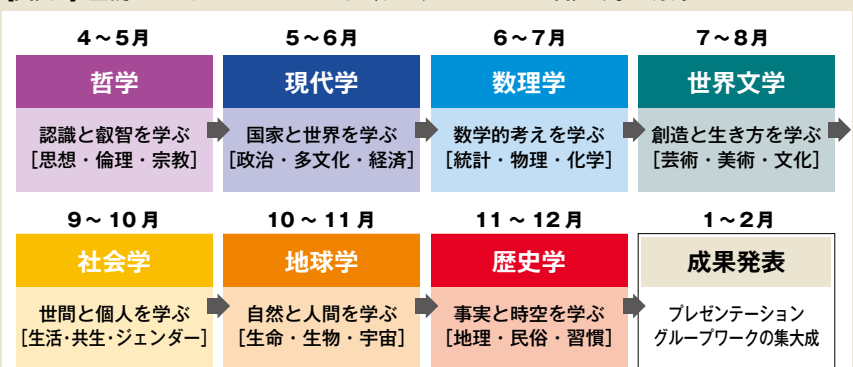 4～5月
哲学
認識と叡智を学ぶ
［思想・倫理・宗教］
5～6月
現代学
国家と世界を学ぶ
［政治・多文化・経済］
6～7月
数理学
数学的考えを学ぶ
［統計・物理・化学］
7～8月
世界文学
創造と生き方を学ぶ
［芸術・美術・文化］
9～10月
社会学
世間と個人を学ぶ
［生活・共生・ジェンダー］
10～11月
地球学
自然と人間を学ぶ
［生命・生物・宇宙］
11～12月
歴史学
事実と時空を学ぶ
［地理・民俗・習慣］
1～2月
成果発表
プレゼンテーション
グループワークの集大成